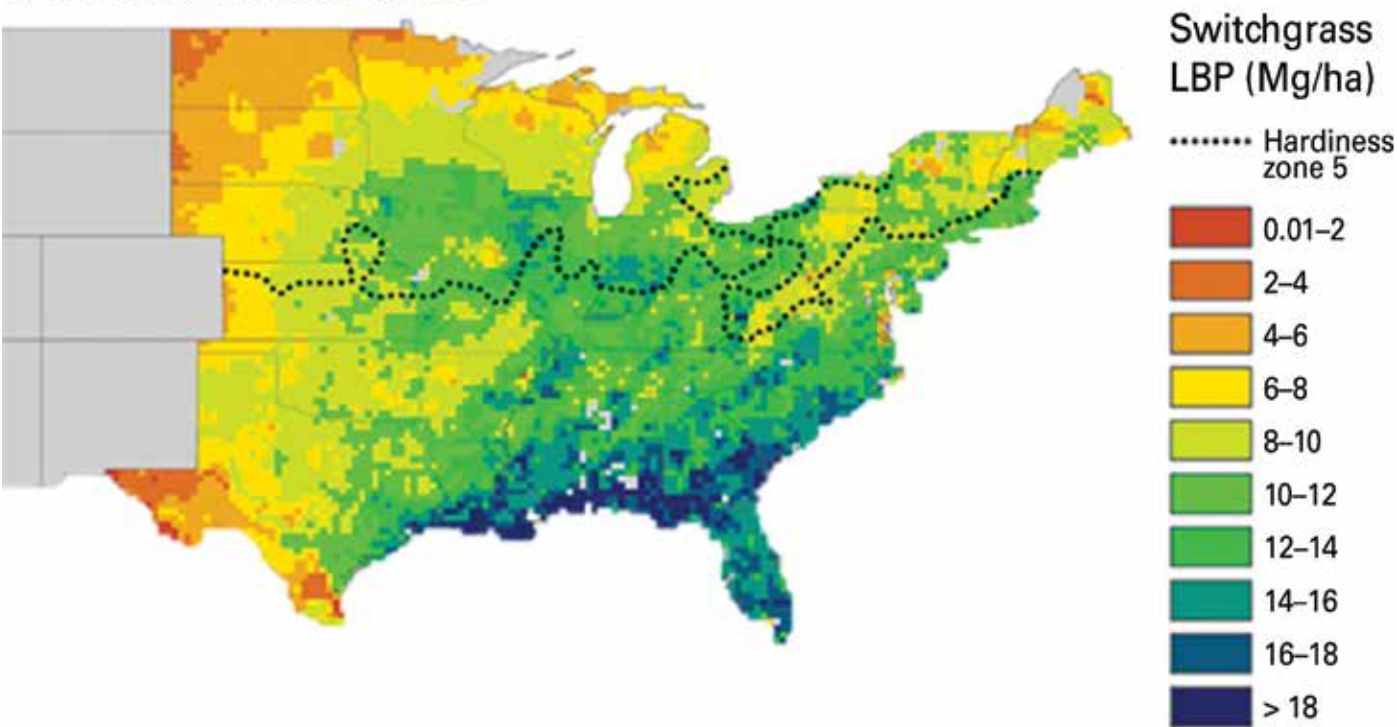 Switchgrass
LBP (Mg/ha)
Hardiness
zone 5
0.01–2
2–4
4–6
6–8
8–10
10–12
12–14
14–16
16–18
> 18